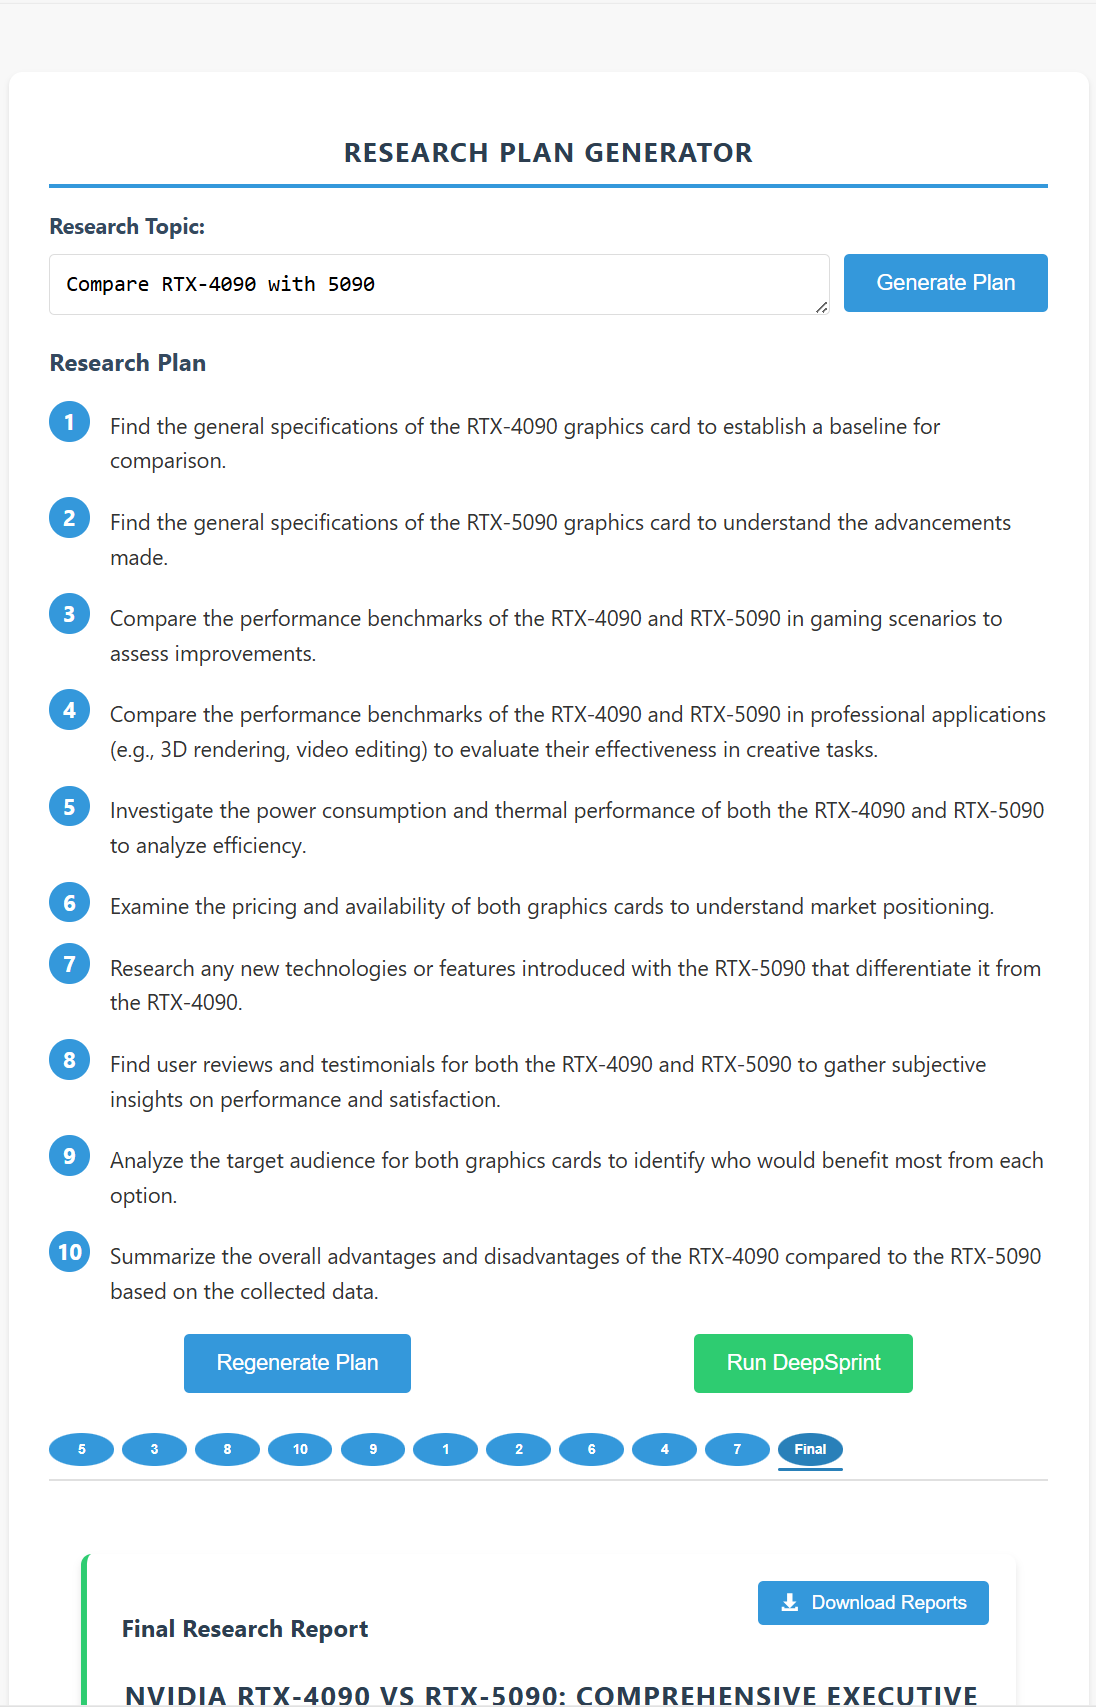 RESEARCH PLAN GENERATOR
Research Topic:
Compare RTX-4090 with 5090
Generate Plan
Research Plan
1
Find the general specifications of the RTX-4090 graphics card to establish a baseline for
comparison.
2
Find the general specifications of the RTX-5090 graphics card to understand the advancements
made.
3
Compare the performance benchmarks of the RTX-4090 and RTX-5090 in gaming scenarios to
assess improvements.
4
Compare the performance benchmarks of the RTX-4090 and RTX-5090 in professional applications
(e.g., 3D rendering, video editing) to evaluate their effectiveness in creative tasks.
5
Investigate the power consumption and thermal performance of both the RTX-4090 and RTX-5090
to analyze efficiency.
6
Examine the pricing and availability of both graphics cards to understand market positioning.
7
Research any new technologies or features introduced with the RTX-5090 that differentiate it from
the RTX-4090.
8
Find user reviews and testimonials for both the RTX-4090 and RTX-5090 to gather subjective
insights on performance and satisfaction.
9
Analyze the target audience for both graphics cards to identify who would benefit most from each
option.
10
Summarize the overall advantages and disadvantages of the RTX-4090 compared to the RTX-5090
based on the collected data.
Regenerate Plan
Run DeepSprint
5 3 8 10 9 1 2 6 4 7 Final
Download Reports
Final Research Report
NVIDIA RTX-4090 VS RTX-5090: COMPREHENSIVE EXECUTIVE